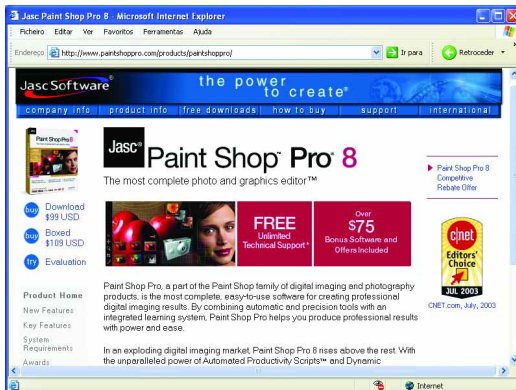 Jasc Paint Shop Pro 8 - Microsoft Internet Explorer
Ficheiro Editar Ver Favoritos Ferramentas Ajuda
Endereço http://www.paintshoppro.com/products/paintshoppro/ Ir para Retroceder
Jasc Software®
the power
to create®
company info product info free downloads how to buy support international
Paint Shop Pro 8
Jasc® Paint Shop™ Pro® 8
The most complete photo and graphics editor™
buy Download
$99 USD
buy Boxed
$109 USD
try Evaluation
FREE
Unlimited
Technical Support*
Over
$75
Bonus Software and
Offers Included
Paint Shop Pro 8
Competitive
Rebate Offer
c|net
Editors'
Choice
JUL 2003
CNET.com, July, 2003
Product Home
New Features
Key Features
System
Requirements
Awards
Paint Shop Pro, a part of the Paint Shop family of digital imaging and photography
products, is the most complete, easy-to-use software for creating professional
digital imaging results. By combining automatic and precision tools with an
integrated learning system, Paint Shop Pro helps you produce professional results
with power and ease.
In an exploding digital imaging market, Paint Shop Pro 8 rises above the rest. With
the unparalleled power of Automated Productivity Scripts™ and Dynamic
Internet